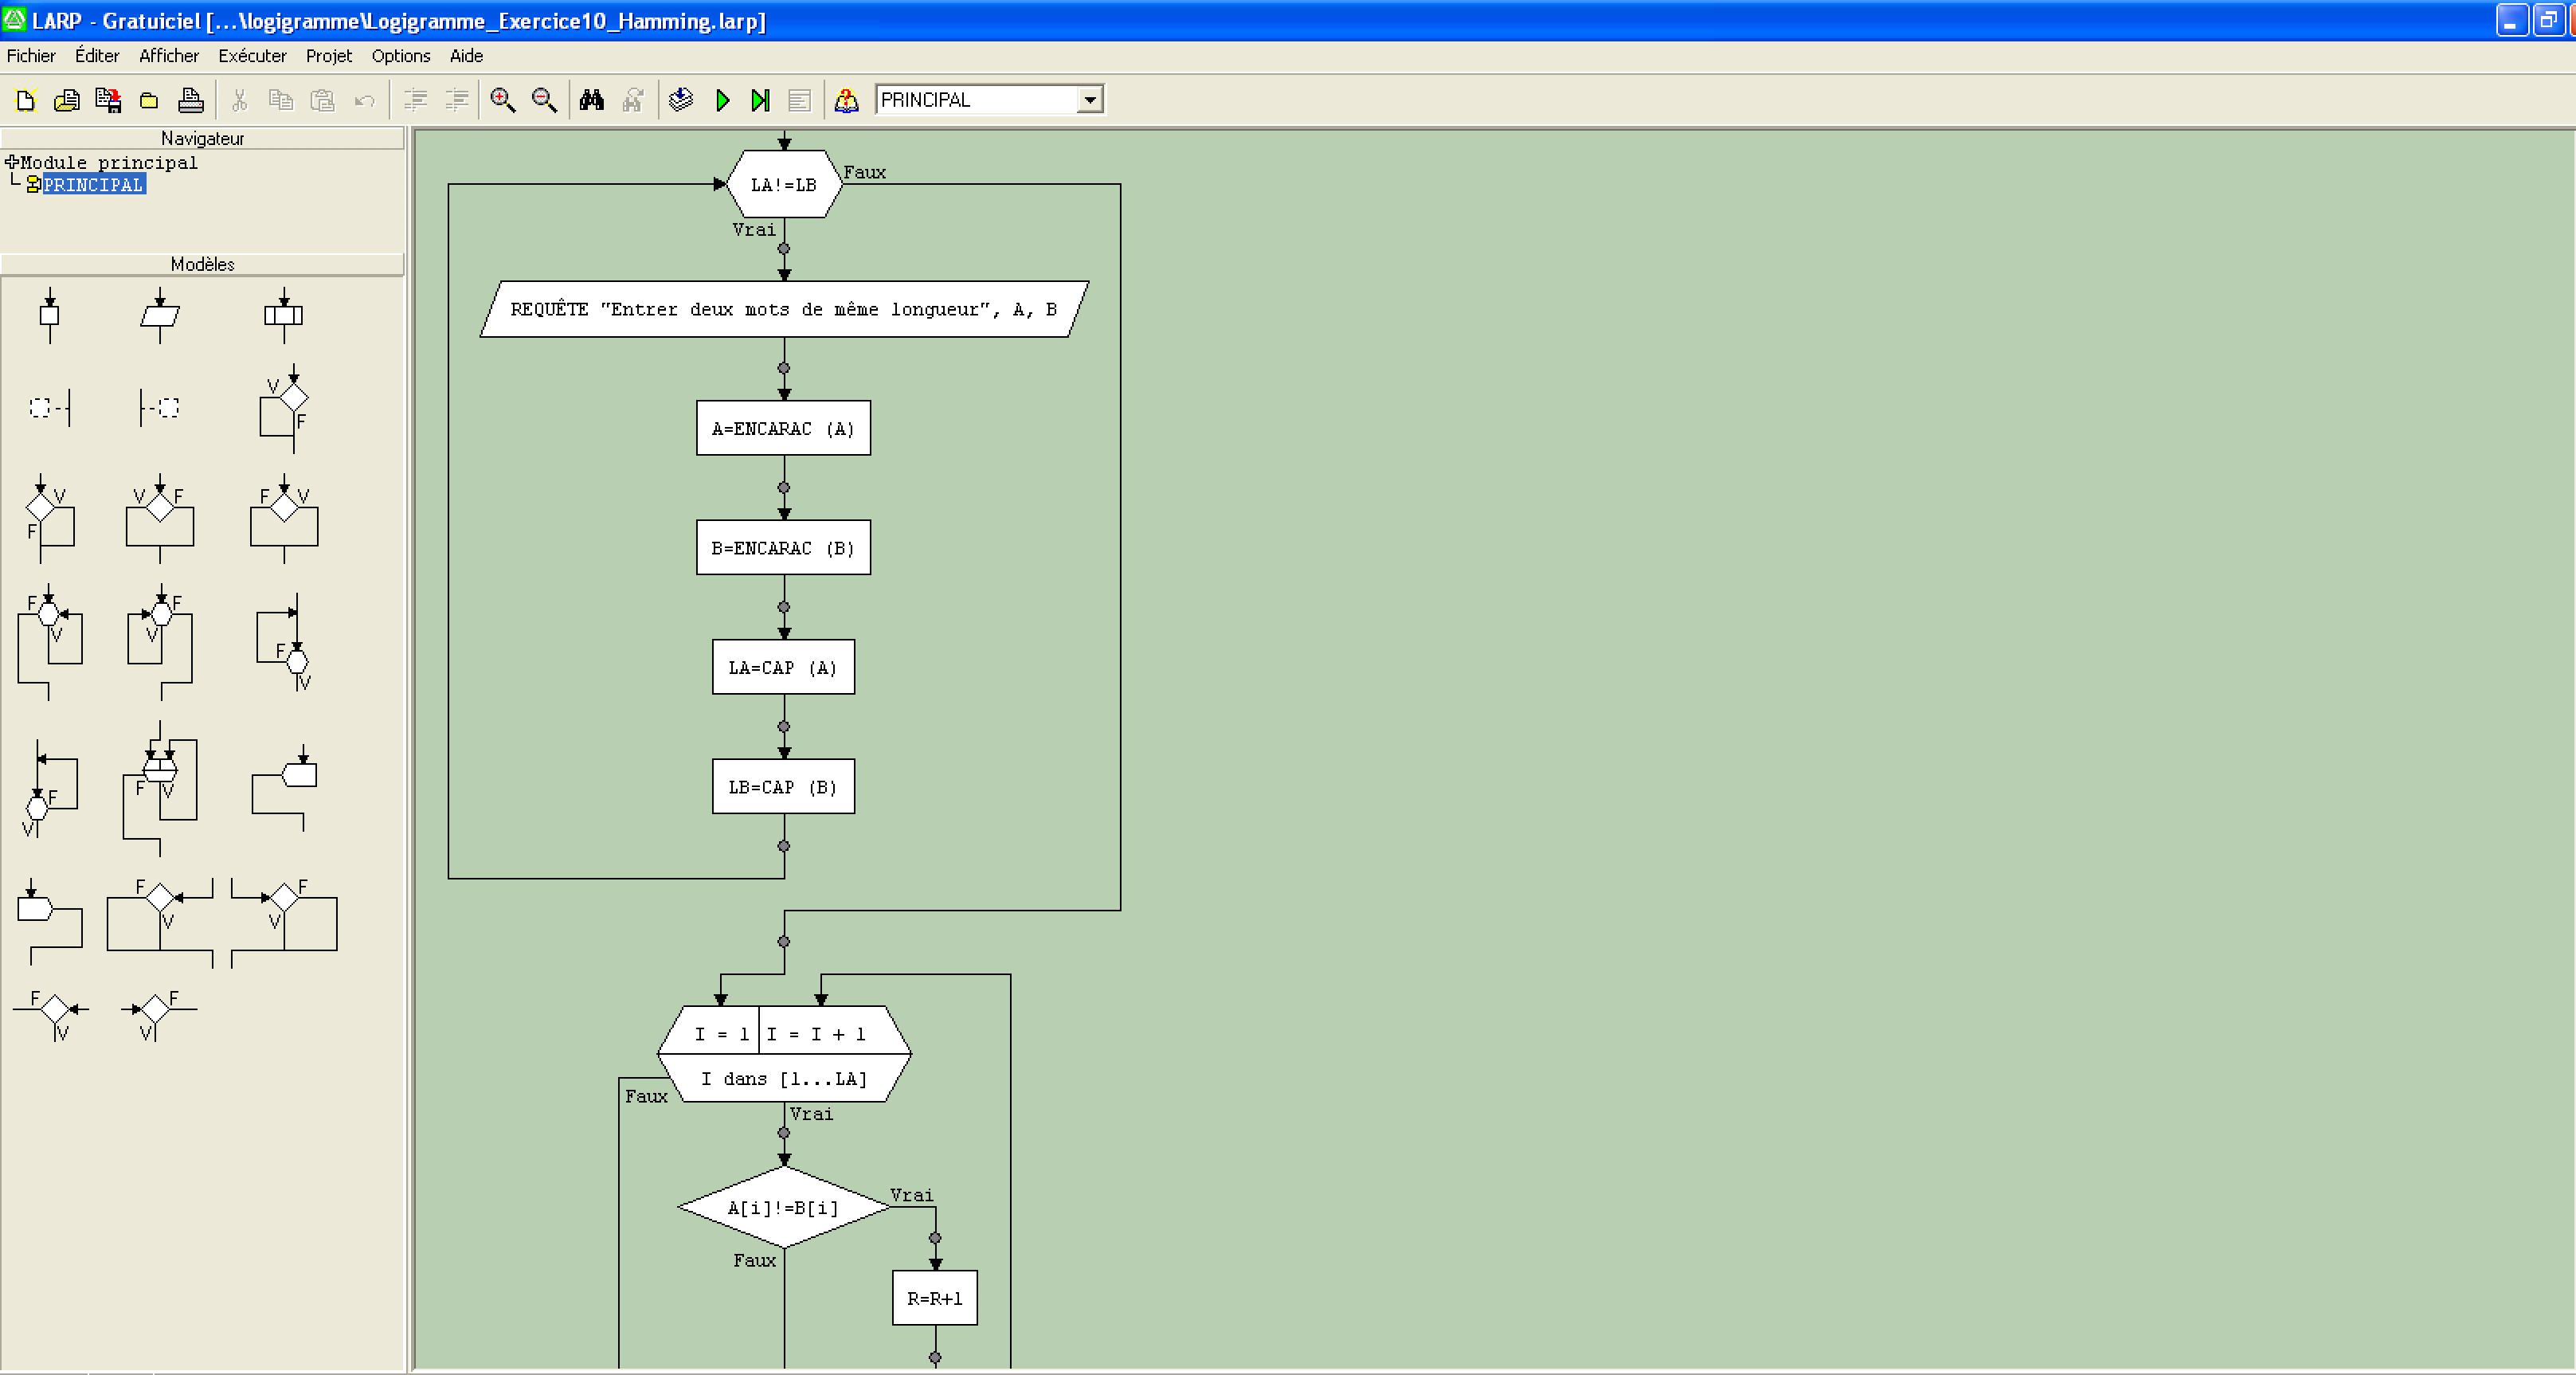 LARP - Gratuiciel [...\logigramme\Logigramme_Exercice10_Hamming.larp]
Fichier Éditer Afficher Exécuter Projet Options Aide
PRINCIPAL
Navigateur
Module principal
PRINCIPAL
Modèles
V
F
V
F
V F
F V
F
V
F
V
F
V
F
V
F
V
F
V
F
V
F
V
F
V
LA!=LB
Faux
Vrai
REQUÊTE "Entrer deux mots de même longueur", A, B
A=ENCARAC (A)
B=ENCARAC (B)
LA=CAP (A)
LB=CAP (B)
I = 1 I = I + 1
I dans [1...LA]
Faux
Vrai
A[i]!=B[i]
Vrai
Faux
R=R+1